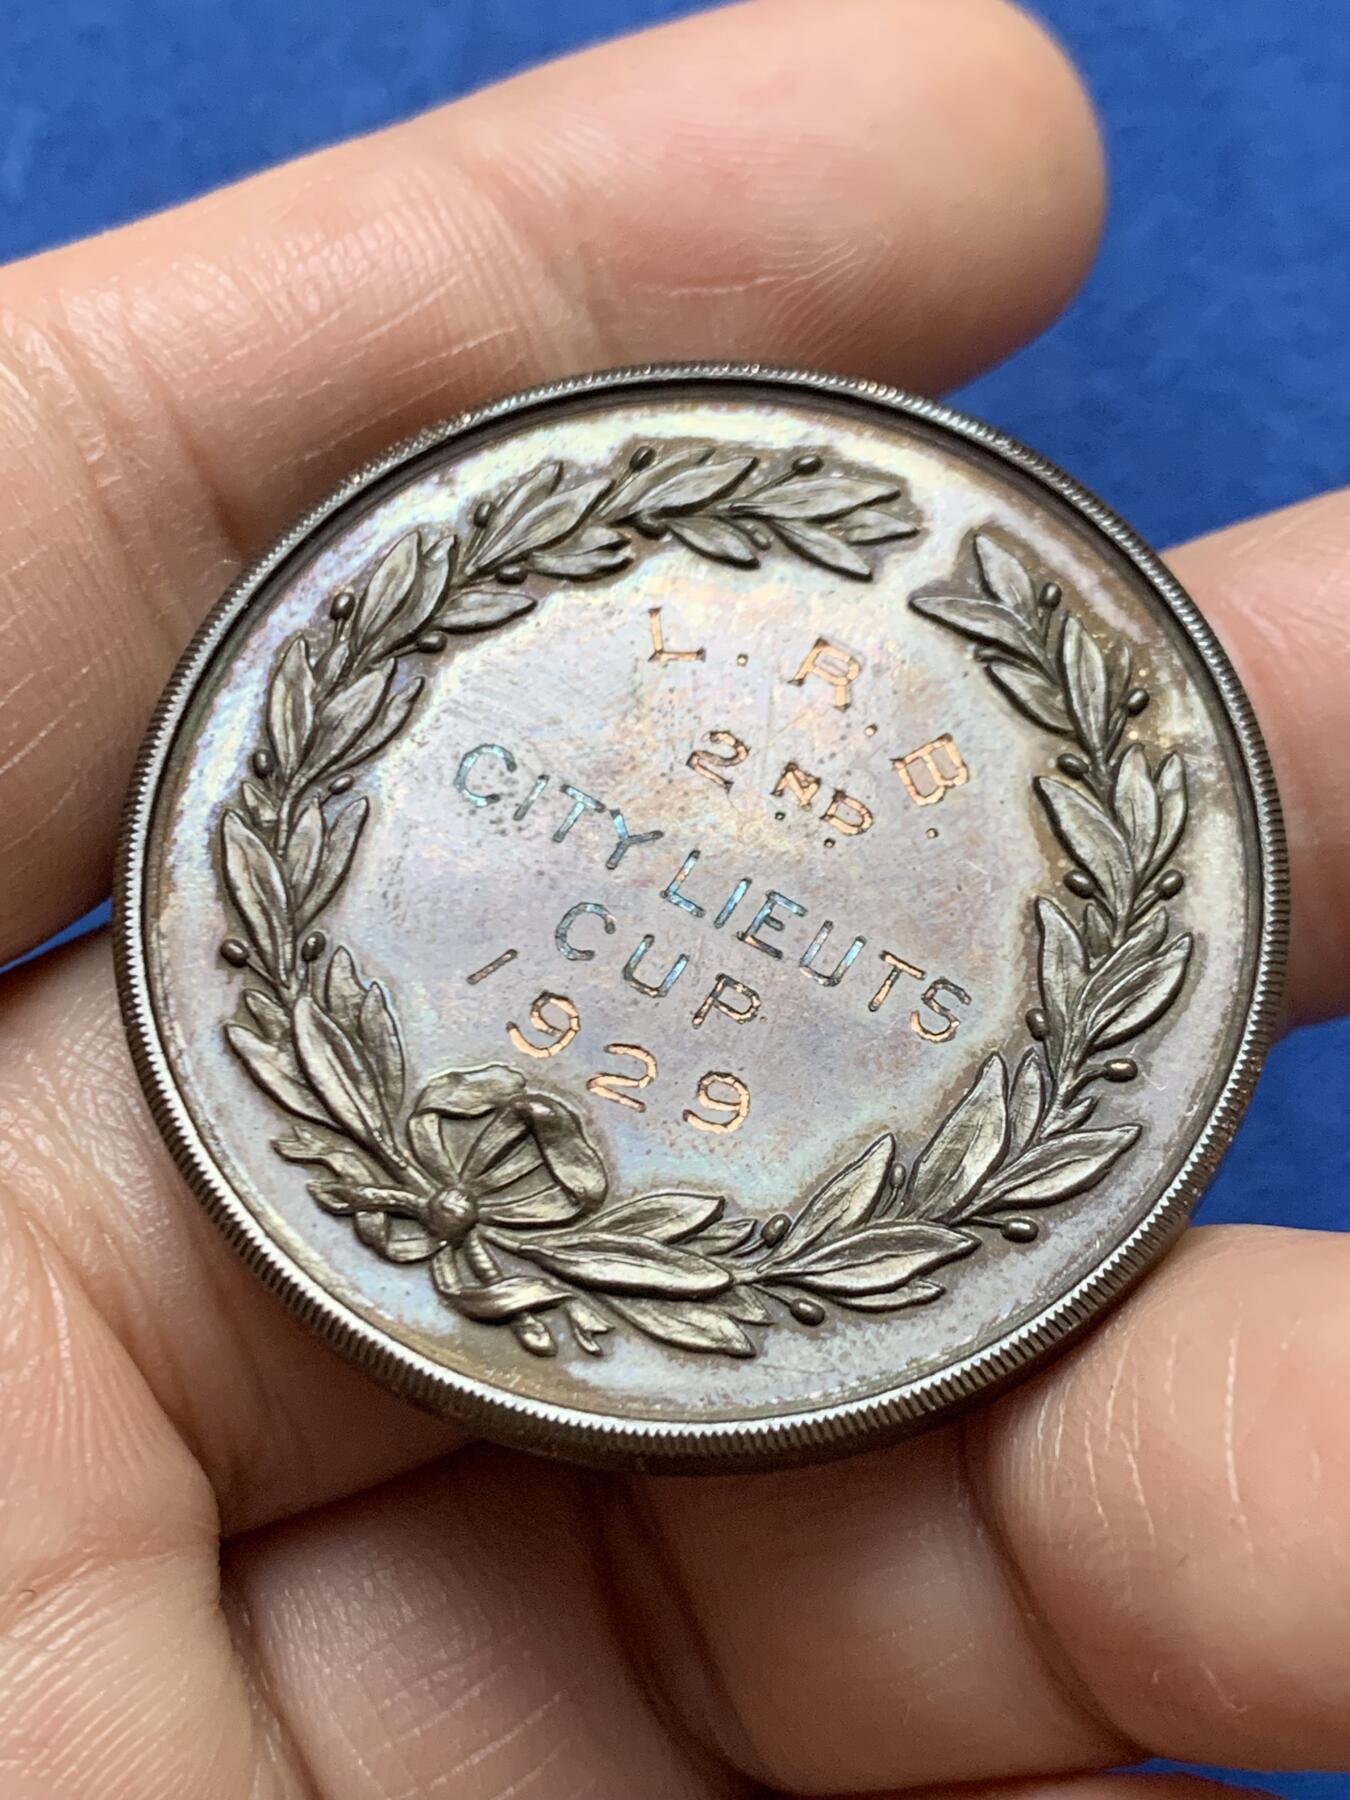 L.R.B.
2ND.
CITY LIEUTS
CUP
1929